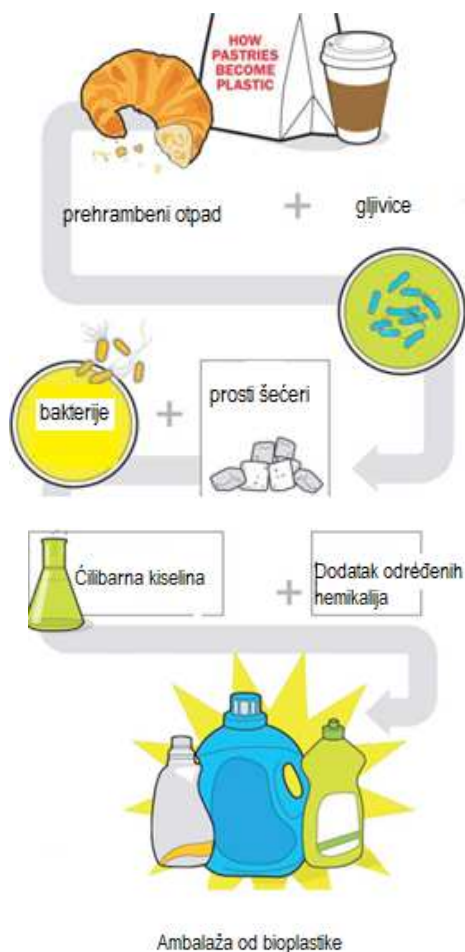 HOW
PASTRIES
BECOME
PLASTIC
prehrambeni otpad + gljivice
bakterije + prosti šećeri
Ćilibarna kiselina + Dodatak određenih
hemikalija
Ambalaža od bioplastike